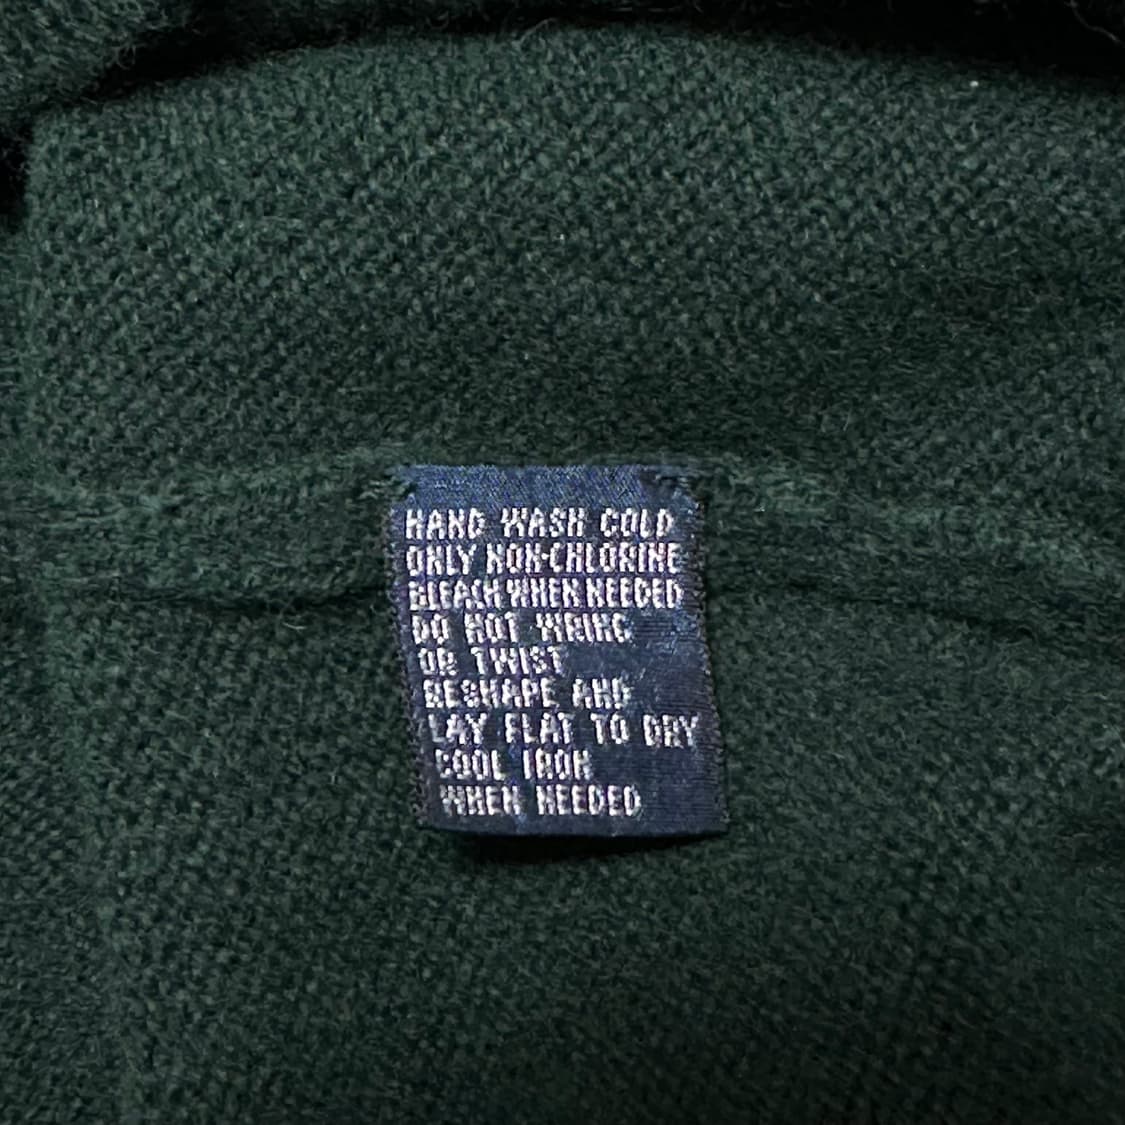 HAND WASH COLD
ONLY NON-CHLORINE
BLEACH WHEN NEEDED
DO NOT WRING
OR TWIST
RESHAPE AND
LAY FLAT TO DRY
COOL IRON
WHEN NEEDED